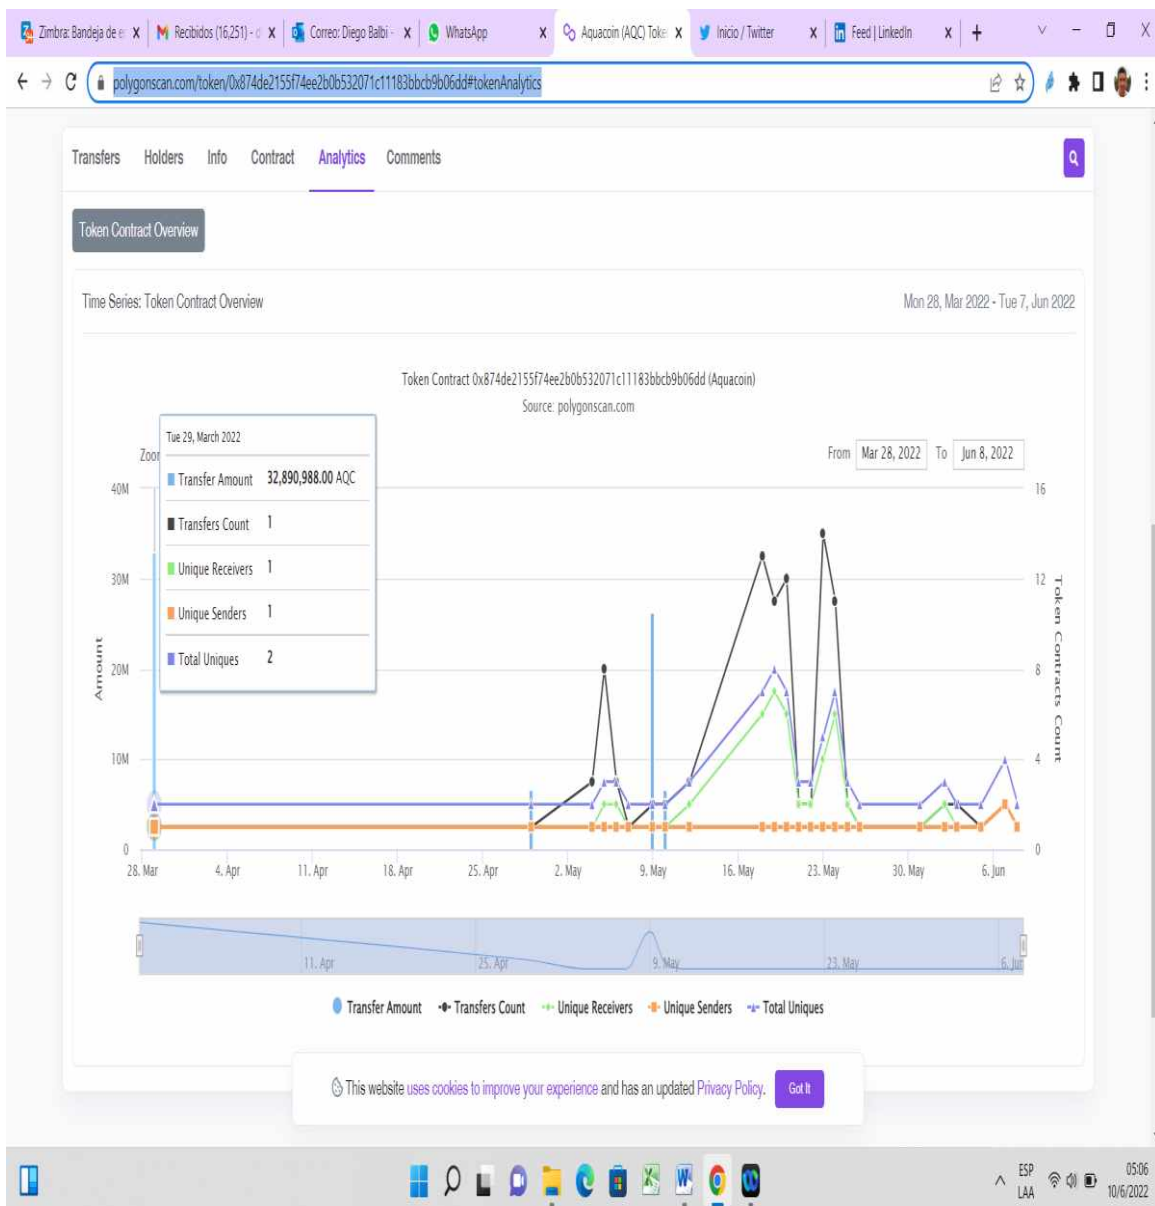 Zimbra: Bandeja de e
Recibidos (16,251) - d
Correo: Diego Balbi -
WhatsApp
Aquacoin (AQC) Toke
Inicio / Twitter
Feed | LinkedIn
polygonscan.com/token/0x874de2155f74ee2b0b532071c11183bbcb9b06dd#tokenAnalytics
Transfers Holders Info Contract Analytics Comments
Token Contract Overview
Time Series: Token Contract Overview
Mon 28, Mar 2022 - Tue 7, Jun 2022
Token Contract 0x874de2155f74ee2b0b532071c11183bbcb9b06dd (Aquacoin)
Source: polygonscan.com
Zoo
From Mar 28, 2022 To Jun 8, 2022
Tue 29, March 2022
Transfer Amount 32,890,988.00 AQC
Transfers Count 1
Unique Receivers 1
Unique Senders 1
Total Uniques 2
Amount
40M
30M
20M
10M
0
16
12
8
4
0
Token Contracts Count
28. Mar 4. Apr 11. Apr 18. Apr 25. Apr 2. May 9. May 16. May 23. May 30. May 6. Jun
11. Apr 25. Apr 9. May 23. May 6. Jun
Transfer Amount Transfers Count Unique Receivers Unique Senders Total Uniques
This website uses cookies to improve your experience and has an updated Privacy Policy.
Got It
ESP
LAA
05:06
10/6/2022